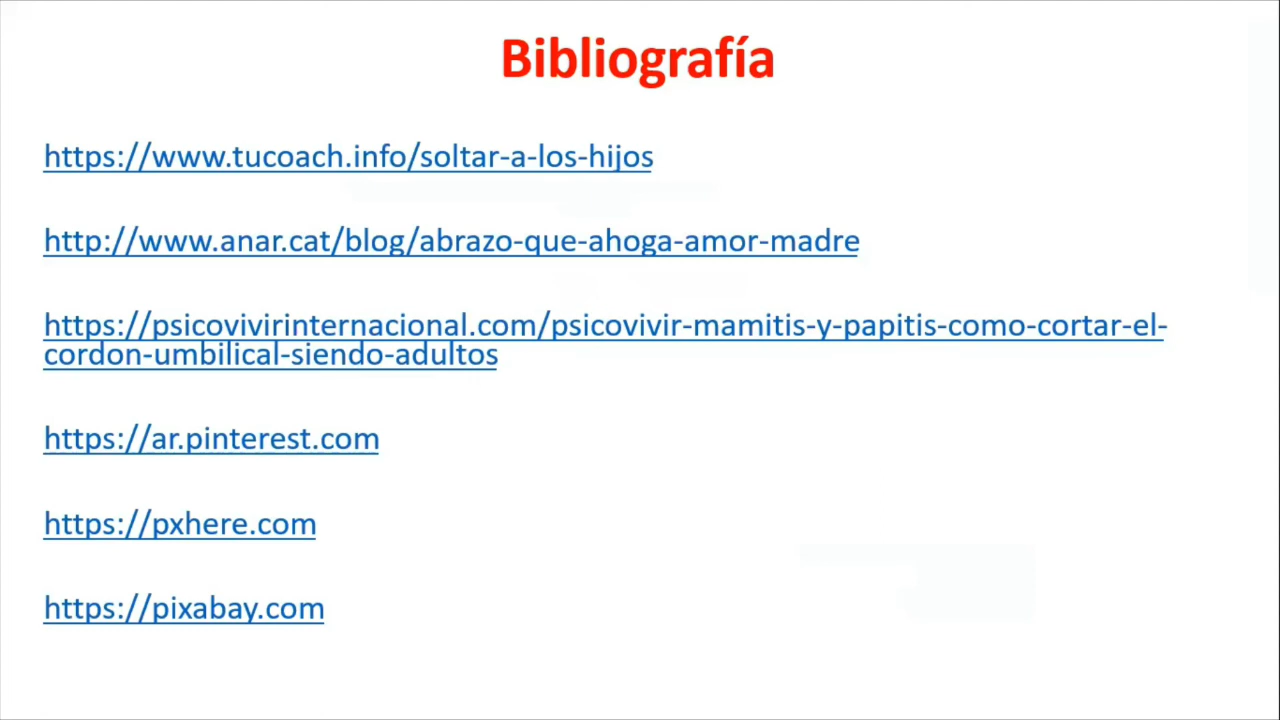 Bibliografía
https://www.tucoach.info/soltar-a-los-hijos
http://www.anar.cat/blog/abrazo-que-ahoga-amor-madre
https://psicovivirinternacional.com/psicovivir-mamitis-y-papitis-como-cortar-el-
cordon-umbilical-siendo-adultos
https://ar.pinterest.com
https://pxhere.com
https://pixabay.com